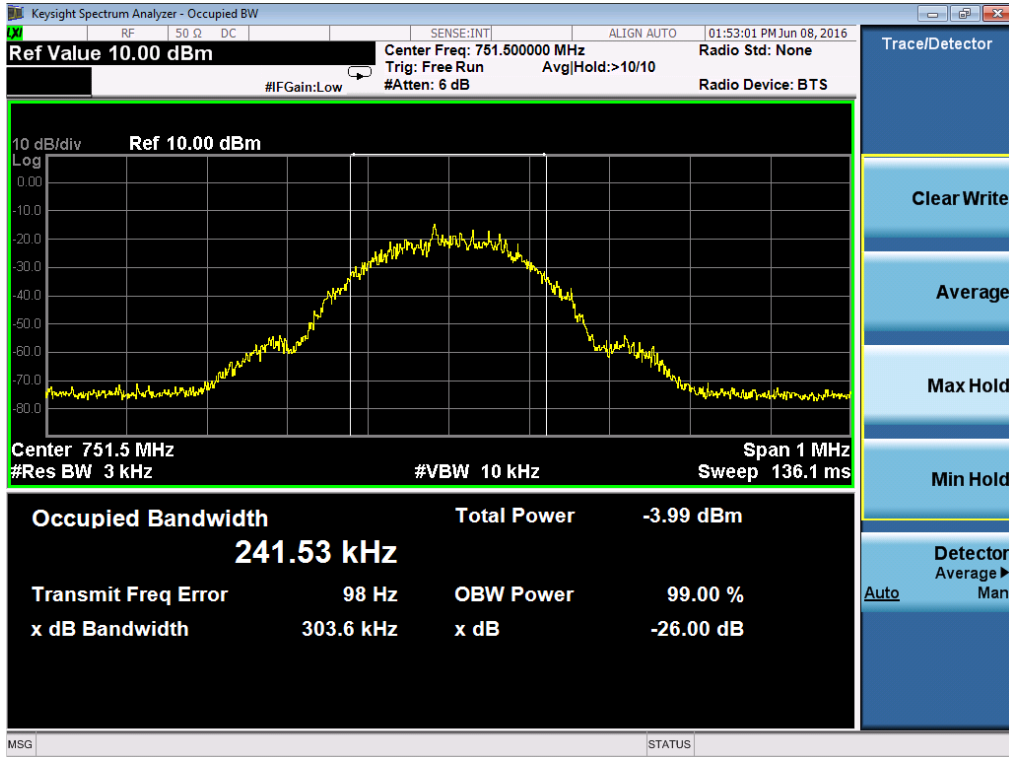 Keysight Spectrum Analyzer - Occupied BW
LXI RF 50 Ω DC SENSE:INT ALIGN AUTO 01:53:01 PM Jun 08, 2016
Ref Value 10.00 dBm
Center Freq: 751.500000 MHz Radio Std: None
Trig: Free Run Avg|Hold:>10/10
#IFGain:Low #Atten: 6 dB Radio Device: BTS
10 dB/div Ref 10.00 dBm
Log
0.00
-10.0
-20.0
-30.0
-40.0
-50.0
-60.0
-70.0
-80.0
Center 751.5 MHz Span 1 MHz
#Res BW 3 kHz #VBW 10 kHz Sweep 136.1 ms
Occupied Bandwidth Total Power -3.99 dBm
241.53 kHz
Transmit Freq Error 98 Hz OBW Power 99.00 %
x dB Bandwidth 303.6 kHz x dB -26.00 dB
MSG STATUS
Trace/Detector
Clear Write
Average
Max Hold
Min Hold
Detector
Average
Auto Man